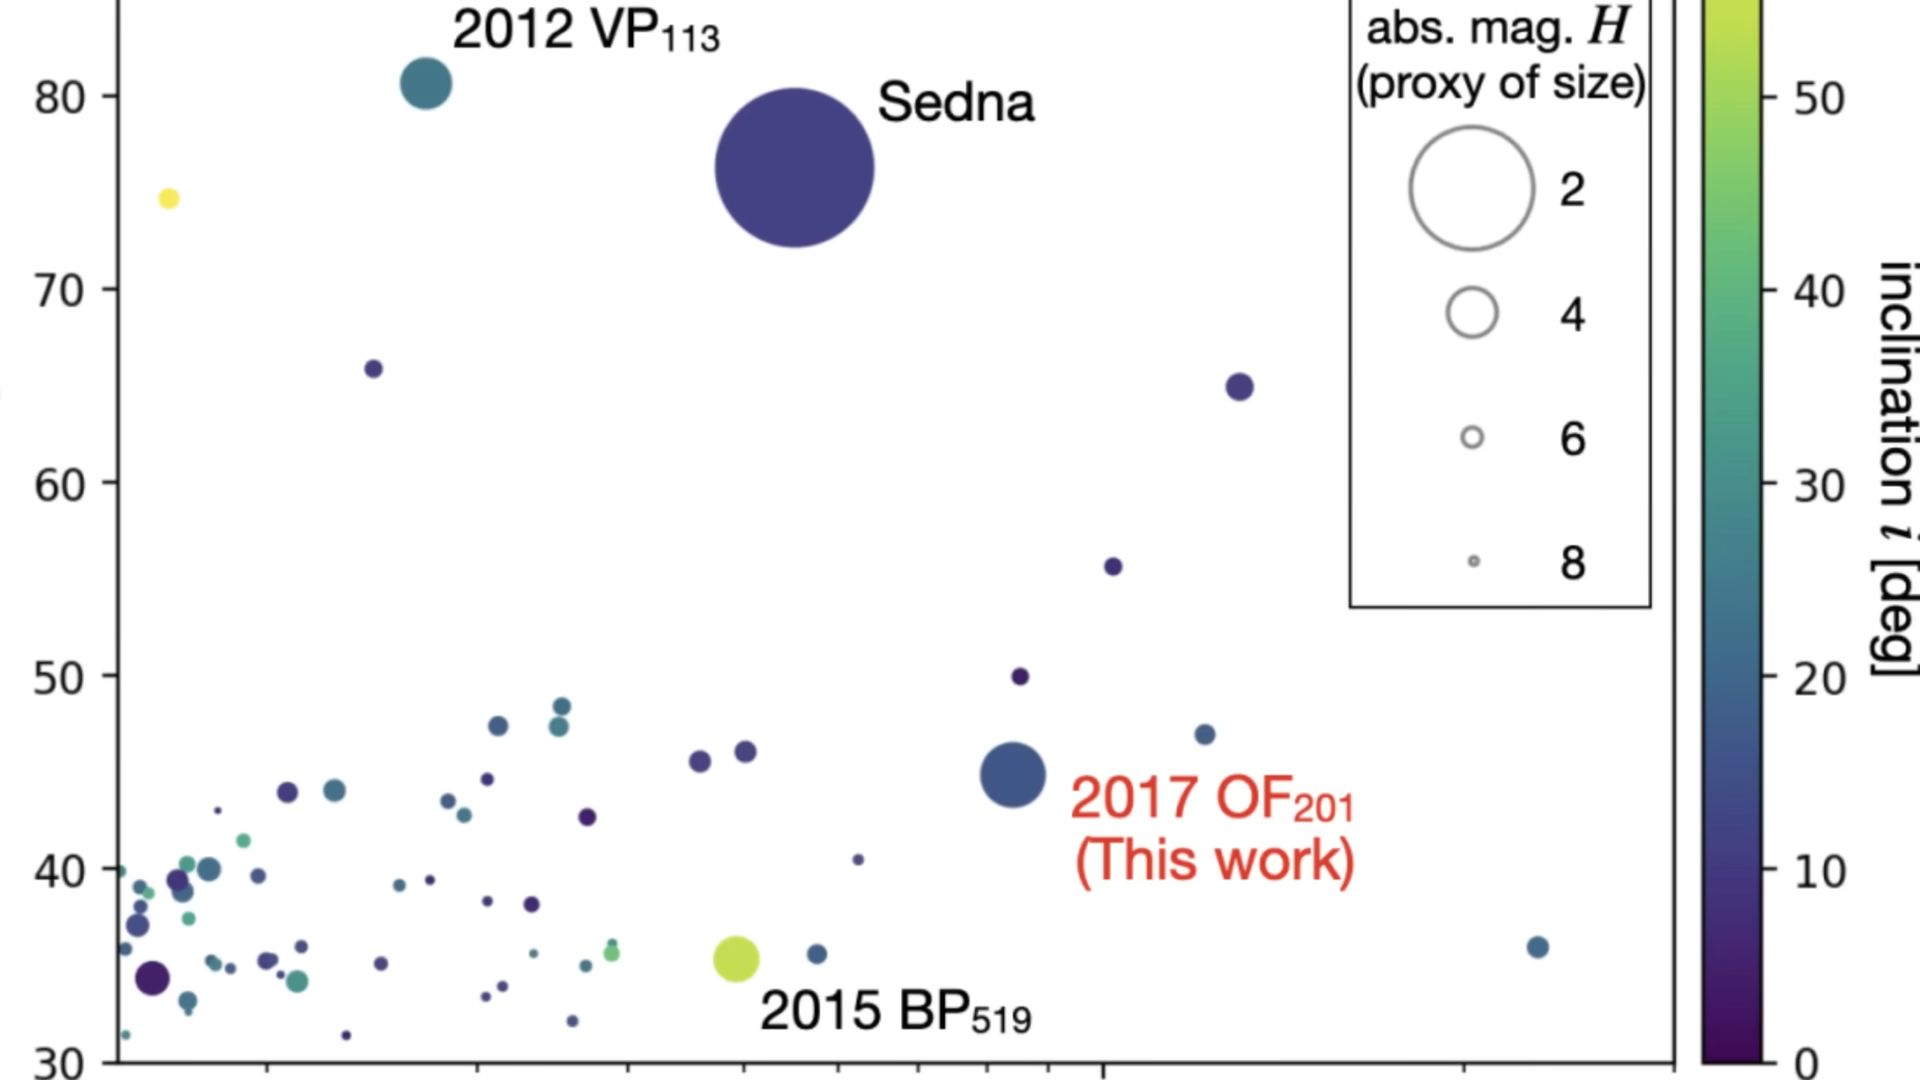 2012 VP₁₁₃
Sedna
abs. mag. H
(proxy of size)
2
4
6
8
80
70
60
50
40
30
2017 OF₂₀₁
(This work)
2015 BP₅₁₉
50
40
30
20
10
0
inclination i [deg]